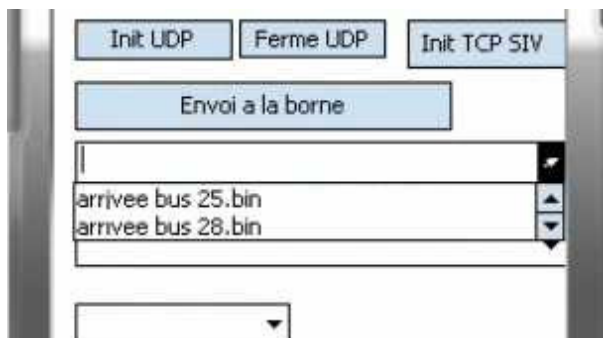 Init UDP Ferme UDP Init TCP SIV
Envoi a la borne
arrivee bus 25.bin
arrivee bus 28.bin